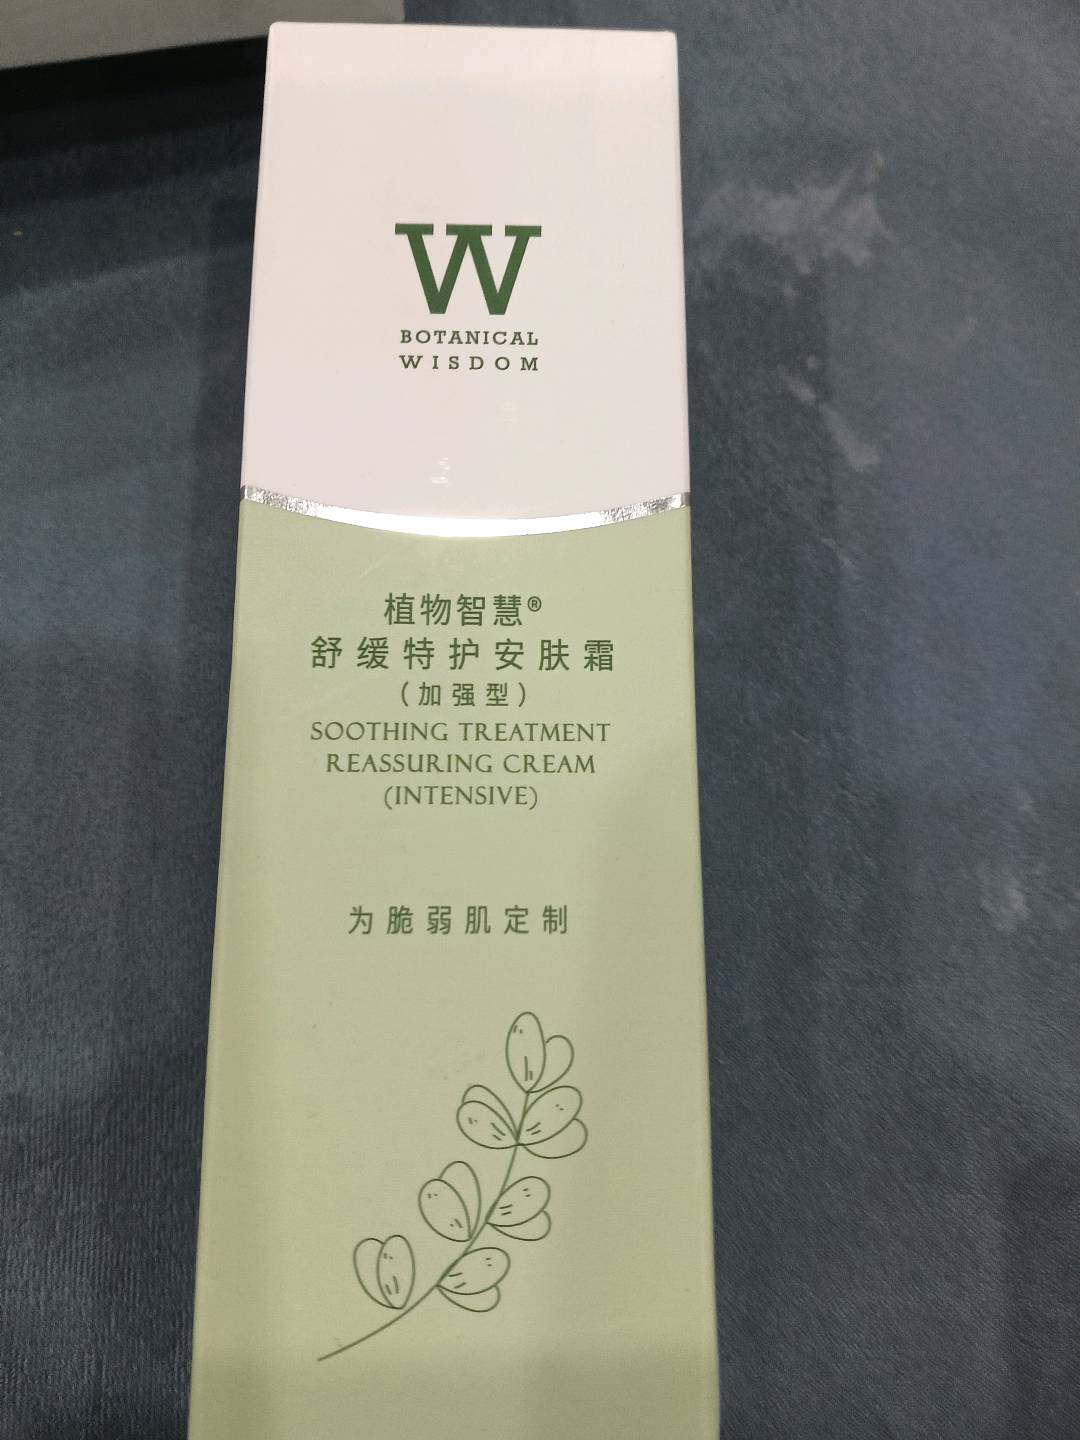 W
BOTANICAL
WISDOM
植物智慧®
舒缓特护安肤霜
(加强型)
SOOTHING TREATMENT
REASSURING CREAM
(INTENSIVE)
为脆弱肌定制